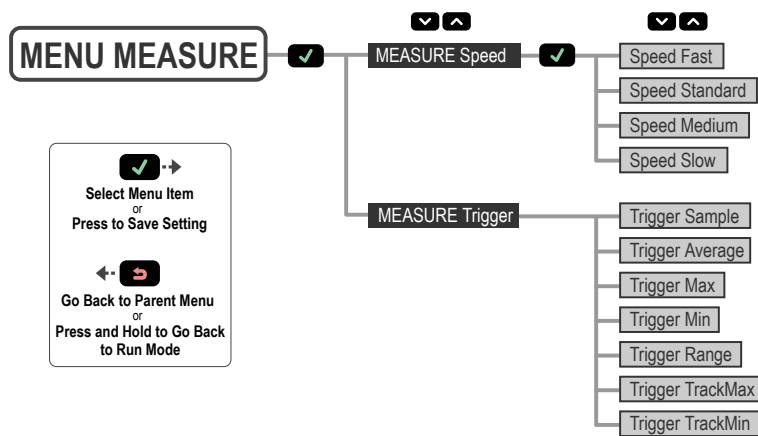 MENU MEASURE
MEASURE Speed
Speed Fast
Speed Standard
Speed Medium
Speed Slow
Select Menu Item
or
Press to Save Setting
Go Back to Parent Menu
or
Press and Hold to Go Back
to Run Mode
MEASURE Trigger
Trigger Sample
Trigger Average
Trigger Max
Trigger Min
Trigger Range
Trigger TrackMax
Trigger TrackMin